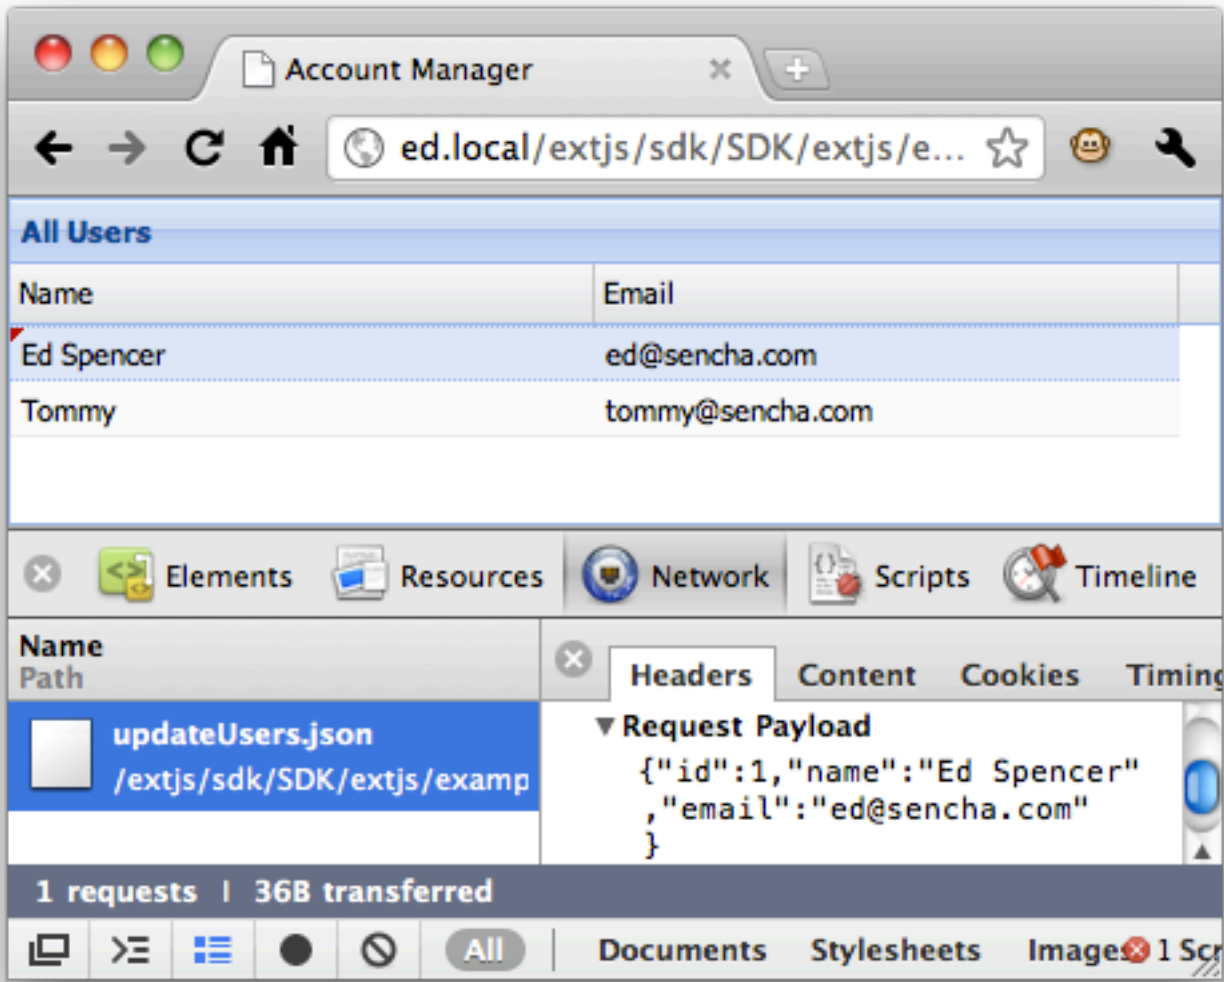 Account Manager
ed.local/extjs/sdk/SDK/extjs/e...
All Users
Name Email
Ed Spencer ed@sencha.com
Tommy tommy@sencha.com
Elements Resources Network Scripts Timeline
Name
Path
Headers Content Cookies Timing
updateUsers.json
/extjs/sdk/SDK/extjs/examp
Request Payload
{"id":1,"name":"Ed Spencer"
,"email":"ed@sencha.com"
}
1 requests | 36B transferred
All Documents Stylesheets Images 1 Scr